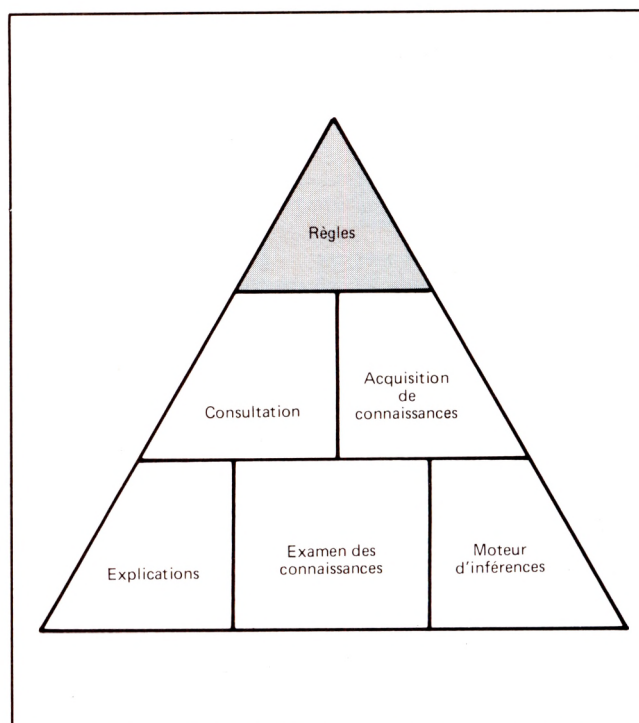 Règles
Consultation
Acquisition
de
connaissances
Explications
Examen des
connaissances
Moteur
d'inférences